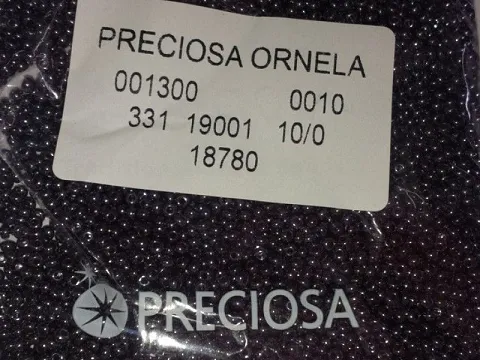 PRECIOSA ORNELA
001300 0010
331 19001 10/0
18780
PRECIOSA